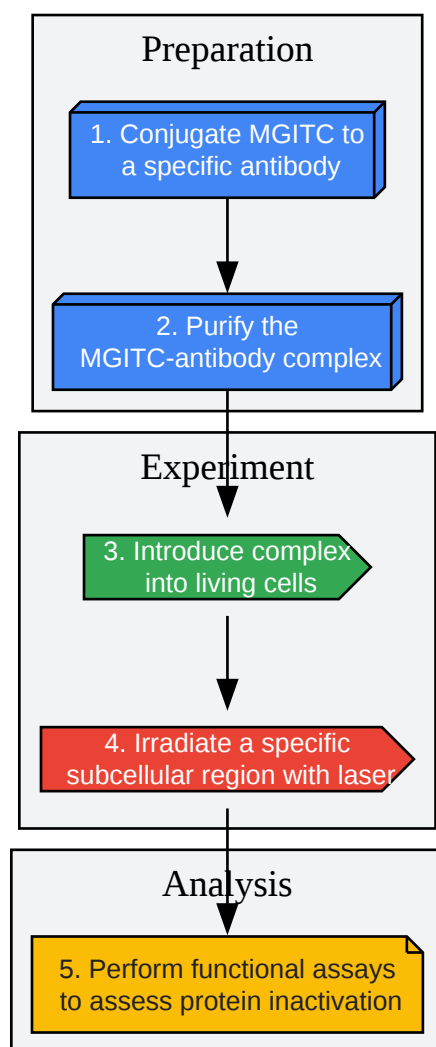 Preparation
1. Conjugate MGITC to
a specific antibody
2. Purify the
MGITC-antibody complex
Experiment
3. Introduce complex
into living cells
4. Irradiate a specific
subcellular region with laser
Analysis
5. Perform functional assays
to assess protein inactivation